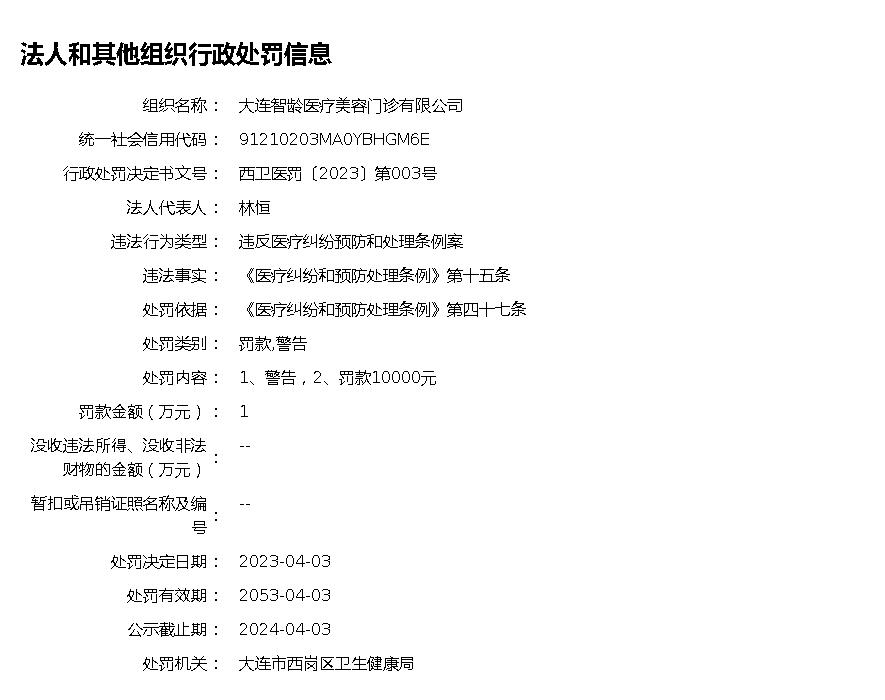 法人和其他组织行政处罚信息
组织名称： 大连智龄医疗美容门诊有限公司
统一社会信用代码： 91210203MA0YBHGM6E
行政处罚决定书文号： 西卫医罚〔2023〕第003号
法人代表人： 林恒
违法行为类型： 违反医疗纠纷预防和处理条例案
违法事实： 《医疗纠纷和预防处理条例》第十五条
处罚依据： 《医疗纠纷和预防处理条例》第四十七条
处罚类别： 罚款,警告
处罚内容： 1、警告，2、罚款10000元
罚款金额（万元）： 1
没收违法所得、没收非法
财物的金额（万元）： --
暂扣或吊销证照名称及编
号： --
处罚决定日期： 2023-04-03
处罚有效期： 2053-04-03
公示截止期： 2024-04-03
处罚机关： 大连市西岗区卫生健康局